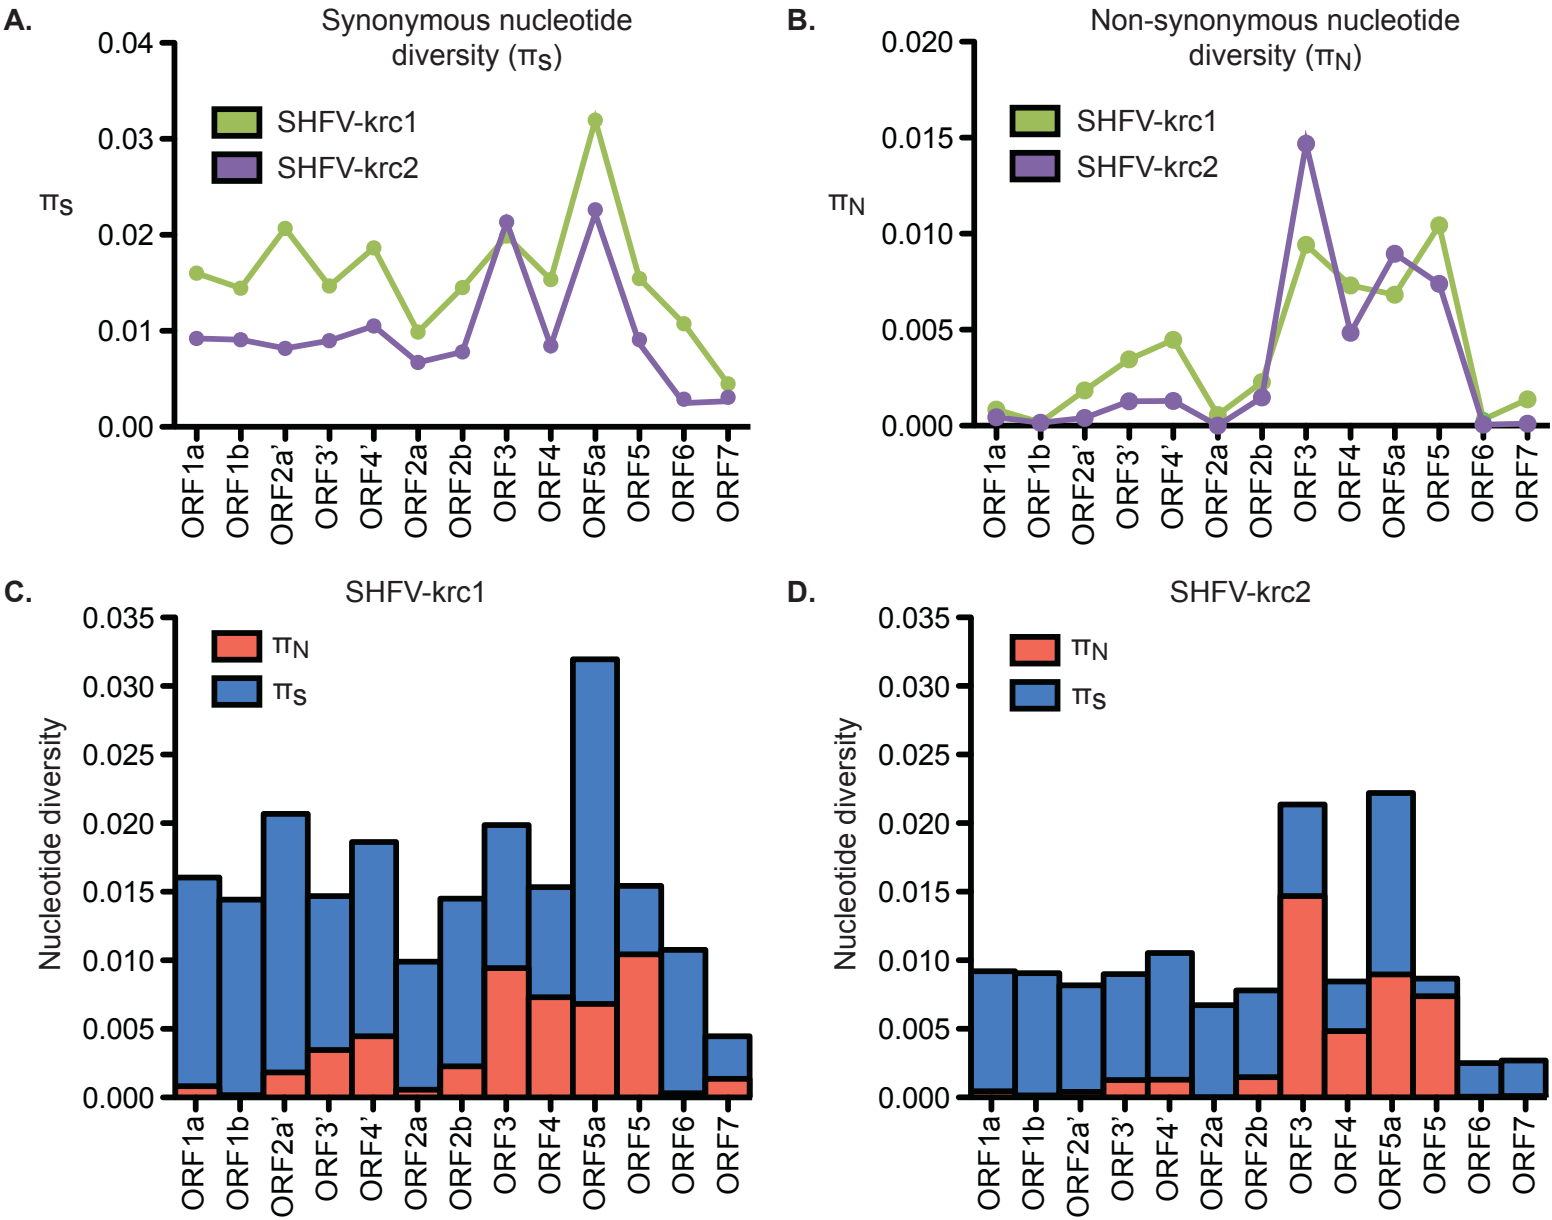 A.
Synonymous nucleotide
diversity (πS)
0.04
0.03
0.02
0.01
0.00
πS
SHFV-krc1
SHFV-krc2
ORF1a
ORF1b
ORF2a’
ORF3’
ORF4’
ORF2a
ORF2b
ORF3
ORF4
ORF5a
ORF5
ORF6
ORF7
B.
Non-synonymous nucleotide
diversity (πN)
0.020
0.015
0.010
0.005
0.000
πN
SHFV-krc1
SHFV-krc2
ORF1a
ORF1b
ORF2a’
ORF3’
ORF4’
ORF2a
ORF2b
ORF3
ORF4
ORF5a
ORF5
ORF6
ORF7
C.
SHFV-krc1
0.035
0.030
0.025
0.020
0.015
0.010
0.005
0.000
Nucleotide diversity
πN
πS
ORF1a
ORF1b
ORF2a’
ORF3’
ORF4’
ORF2a
ORF2b
ORF3
ORF4
ORF5a
ORF5
ORF6
ORF7
D.
SHFV-krc2
0.035
0.030
0.025
0.020
0.015
0.010
0.005
0.000
Nucleotide diversity
πN
πS
ORF1a
ORF1b
ORF2a’
ORF3’
ORF4’
ORF2a
ORF2b
ORF3
ORF4
ORF5a
ORF5
ORF6
ORF7